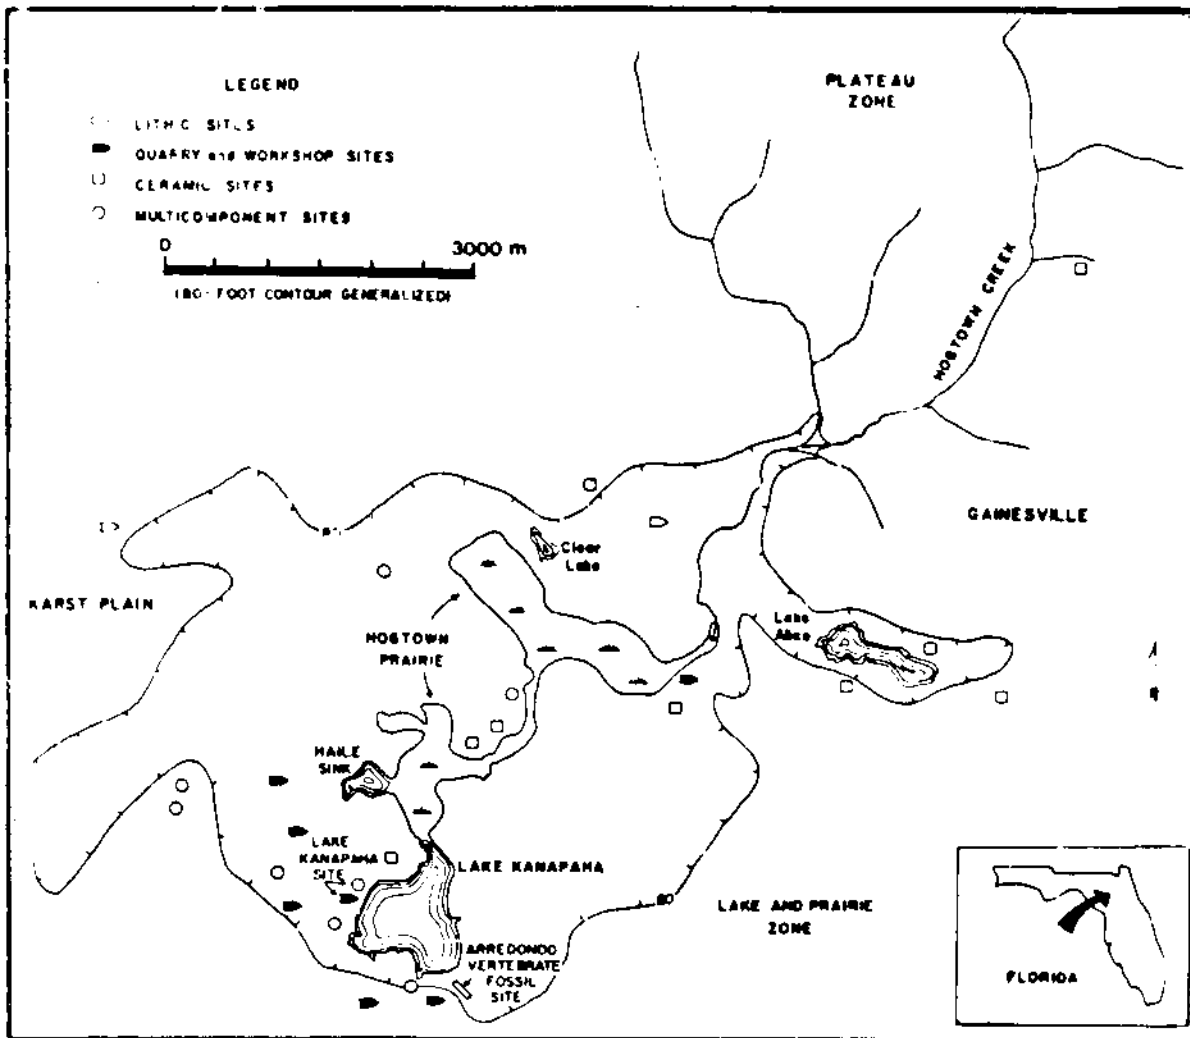 LEGEND
LITHIC SITES
QUARRY and WORKSHOP SITES
CERAMIC SITES
MULTICOMPONENT SITES
0 3000 m
(80-FOOT CONTOUR GENERALIZED)
PLATEAU
ZONE
HOGTOWN CREEK
GAINESVILLE
Clear
Lake
KARST PLAIN
HOGTOWN
PRAIRIE
Lake
Alice
HAILE
SINK
LAKE
KANAPAHA
SITE
LAKE KANAPAHA
80
LAKE AND PRAIRIE
ZONE
ARREDONDO
VERTEBRATE
FOSSIL
SITE
FLORIDA